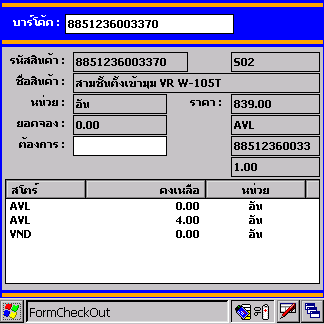 บาร์โค้ด : 8851236003370
รหัสสินค้า : 8851236003370 S02
ชื่อสินค้า : สามชั้นตั้งเข้ามุม VR W-105T
หน่วย : อัน ราคา : 839.00
ยอดจอง : 0.00 AVL
ต้องการ : 88512360033
1.00
สโตร์ คงเหลือ หน่วย
AVL 0.00 อัน
AVL 4.00 อัน
VND 0.00 อัน
FormCheckOut